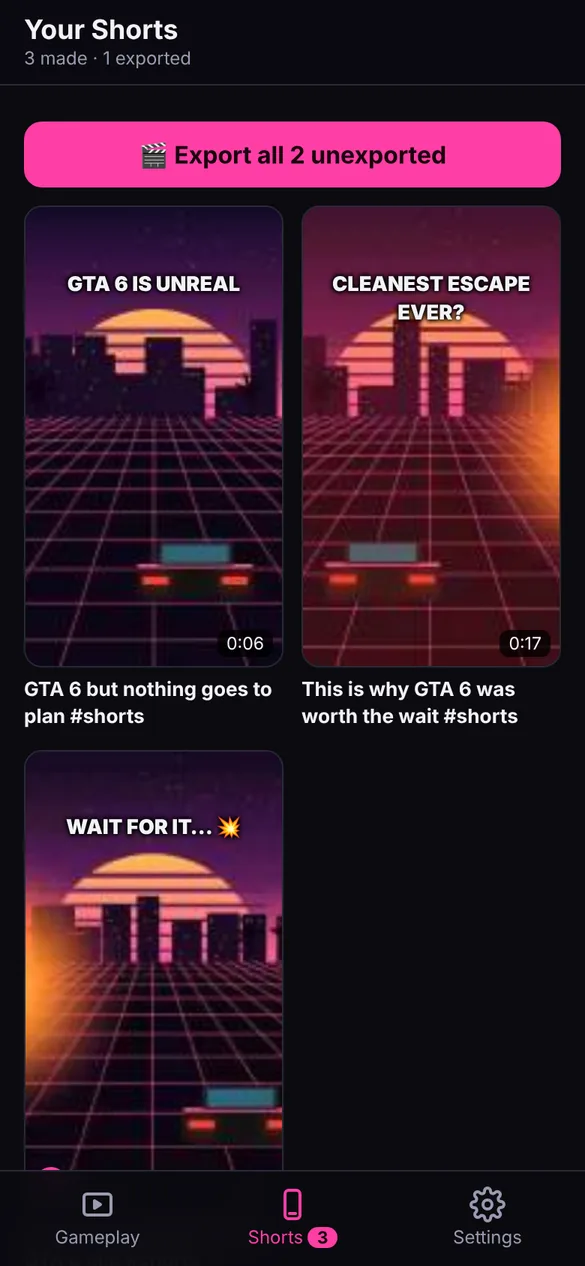 Your Shorts
3 made · 1 exported
🎬 Export all 2 unexported
GTA 6 IS UNREAL
0:06
GTA 6 but nothing goes to
plan #shorts
CLEANEST ESCAPE
EVER?
0:17
This is why GTA 6 was
worth the wait #shorts
WAIT FOR IT... 💥
Gameplay
Shorts 3
Settings